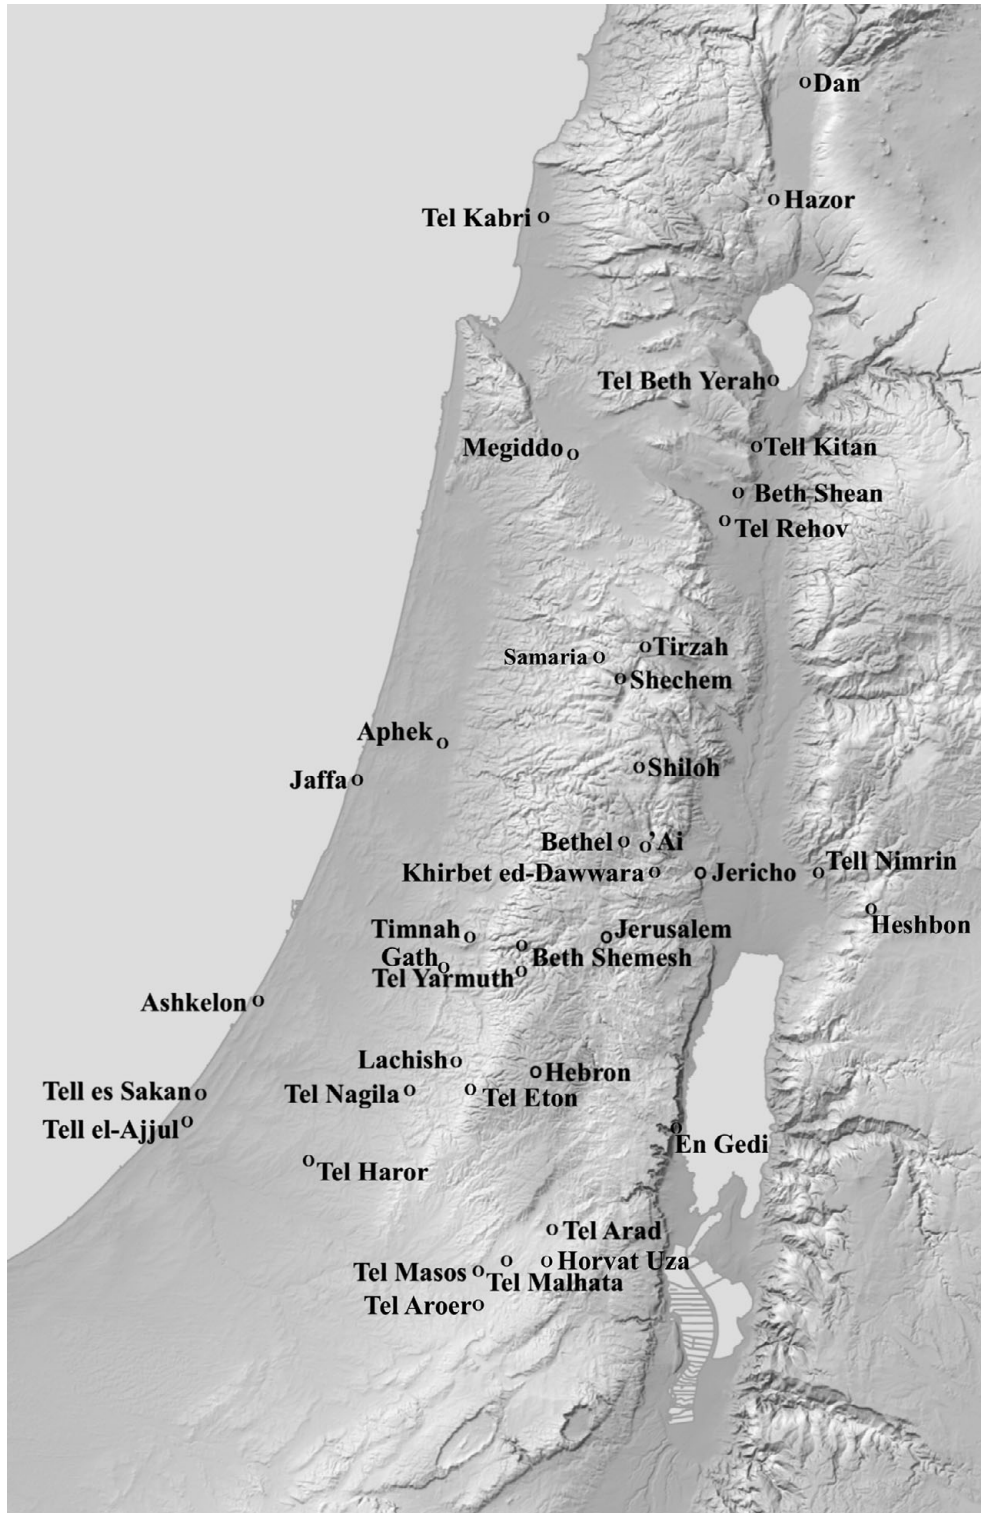 Dan
Hazor
Tel Kabri
Tel Beth Yerah
Megiddo
Tell Kitan
Beth Shean
Tel Rehov
Tirzah
Samaria
Shechem
Aphek
Shiloh
Jaffa
Bethel
’Ai
Tell Nimrin
Khirbet ed-Dawwara
Jericho
Heshbon
Timnah
Jerusalem
Gath
Beth Shemesh
Tel Yarmuth
Ashkelon
Lachish
Hebron
Tell es Sakan
Tel Nagila
Tel Eton
Tell el-Ajjul
En Gedi
Tel Haror
Tel Arad
Horvat Uza
Tel Masos
Tel Malhata
Tel Aroer